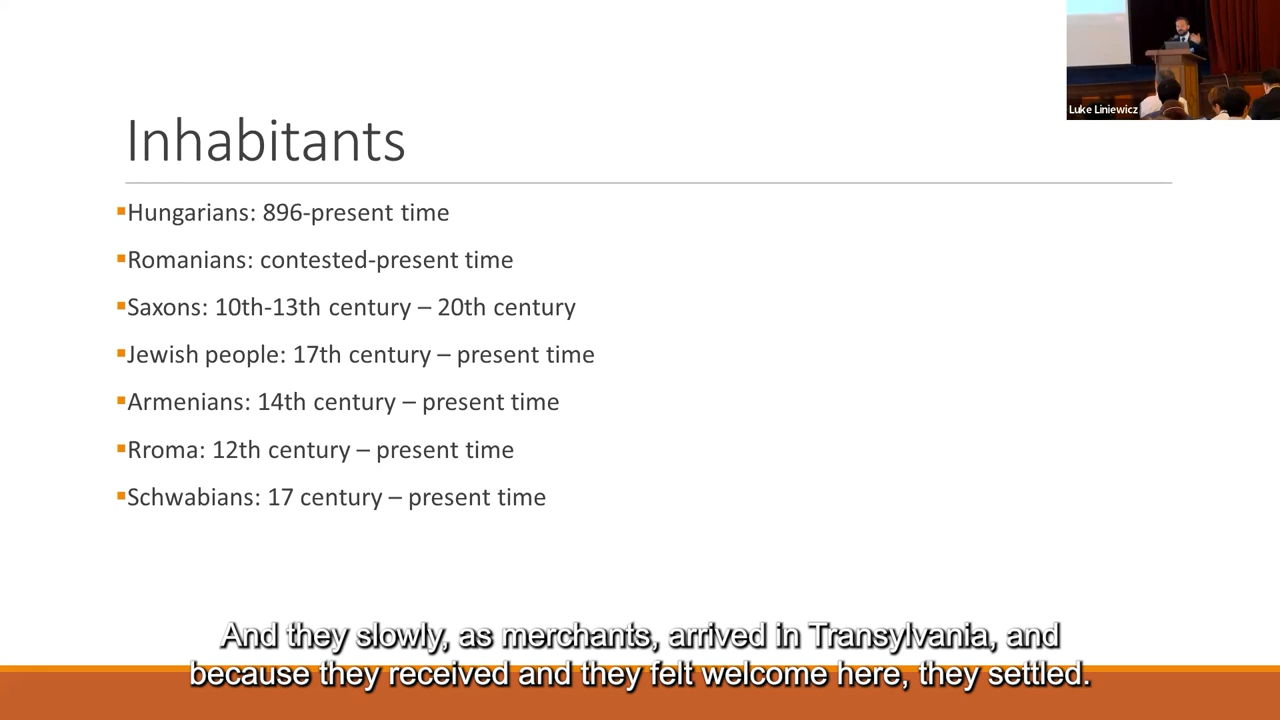 Luke Liniewicz
Inhabitants
▪Hungarians: 896-present time
▪Romanians: contested-present time
▪Saxons: 10th-13th century – 20th century
▪Jewish people: 17th century – present time
▪Armenians: 14th century – present time
▪Rroma: 12th century – present time
▪Schwabians: 17 century – present time
And they slowly, as merchants, arrived in Transylvania, and
because they received and they felt welcome here, they settled.